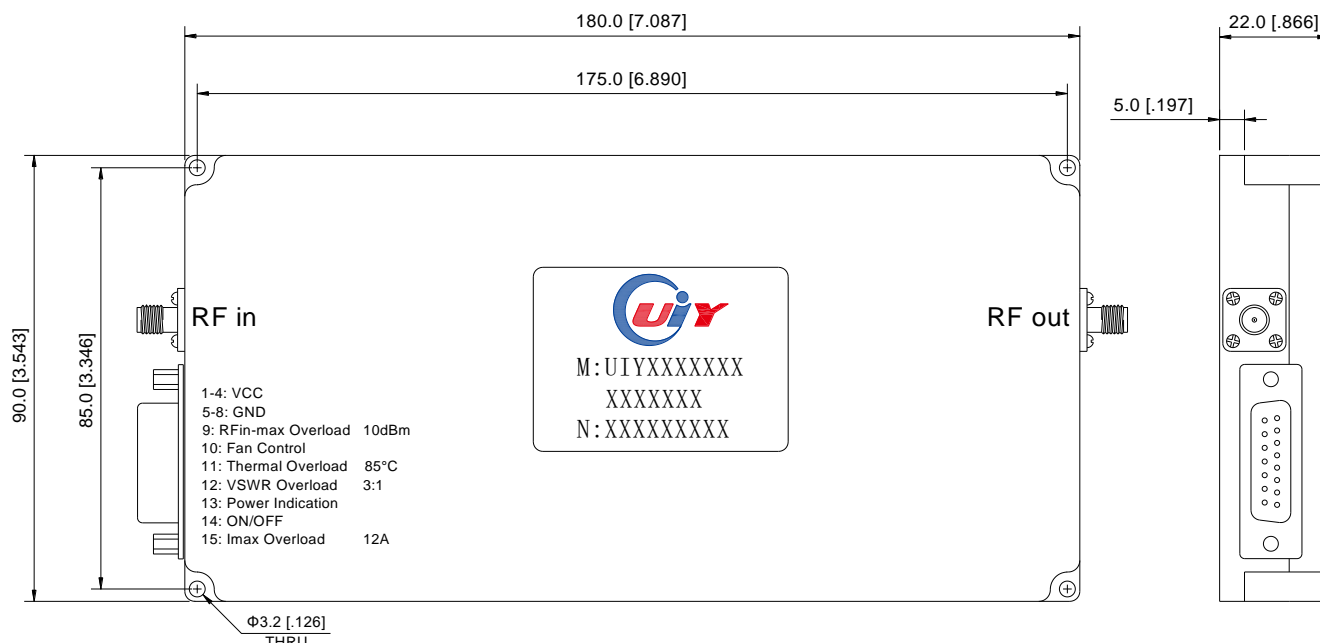 180.0 [7.087]
22.0 [.866]
175.0 [6.890]
5.0 [.197]
90.0 [3.543]
85.0 [3.346]
RF in
RF out
UIY
M:UIYXXXXXXX
XXXXXXX
N:XXXXXXXXX
1-4: VCC
5-8: GND
9: RFin-max Overload 10dBm
10: Fan Control
11: Thermal Overload 85°C
12: VSWR Overload 3:1
13: Power Indication
14: ON/OFF
15: Imax Overload 12A
Φ3.2 [.126]
THRU